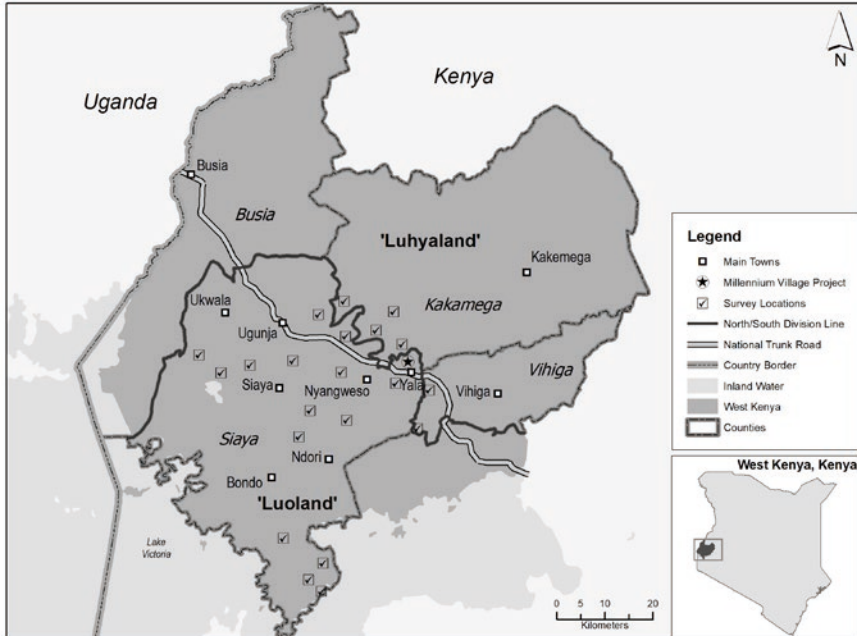 N
Kenya
Uganda
Busia
Busia
'Luhyaland'
Kakemega
Ukwala
Kakamega
Ugunja
Vihiga
Nyangweso
Yala
Siaya
Vihiga
Siaya
Ndori
Bondo
'Luoland'
Lake
Victoria
0 5 10 20
Kilometers
Legend
Main Towns
Millennium Village Project
Survey Locations
North/South Division Line
National Trunk Road
Country Border
Inland Water
West Kenya
Counties
West Kenya, Kenya